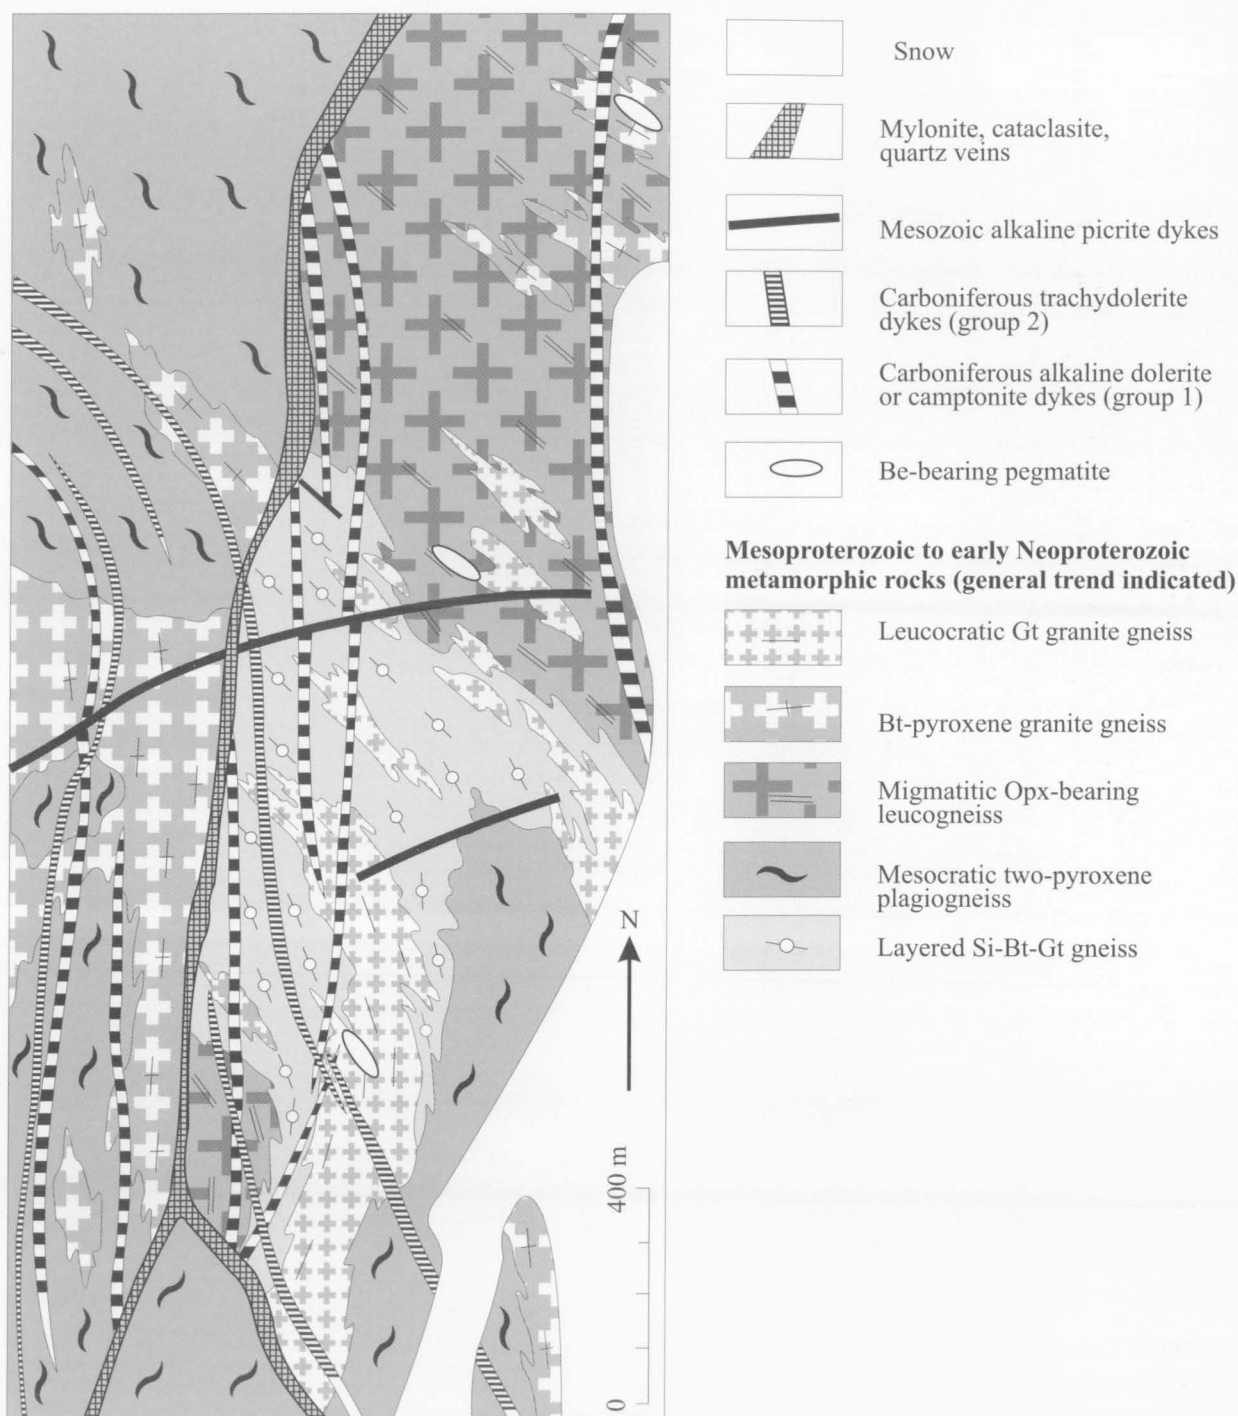 Snow
Mylonite, cataclasite,
quartz veins
Mesozoic alkaline picrite dykes
Carboniferous trachydolerite
dykes (group 2)
Carboniferous alkaline dolerite
or camptonite dykes (group 1)
Be-bearing pegmatite
Mesoproterozoic to early Neoproterozoic
metamorphic rocks (general trend indicated)
Leucocratic Gt granite gneiss
Bt-pyroxene granite gneiss
Migmatitic Opx-bearing
leucogneiss
Mesocratic two-pyroxene
plagiogneiss
Layered Si-Bt-Gt gneiss
N
400 m
0